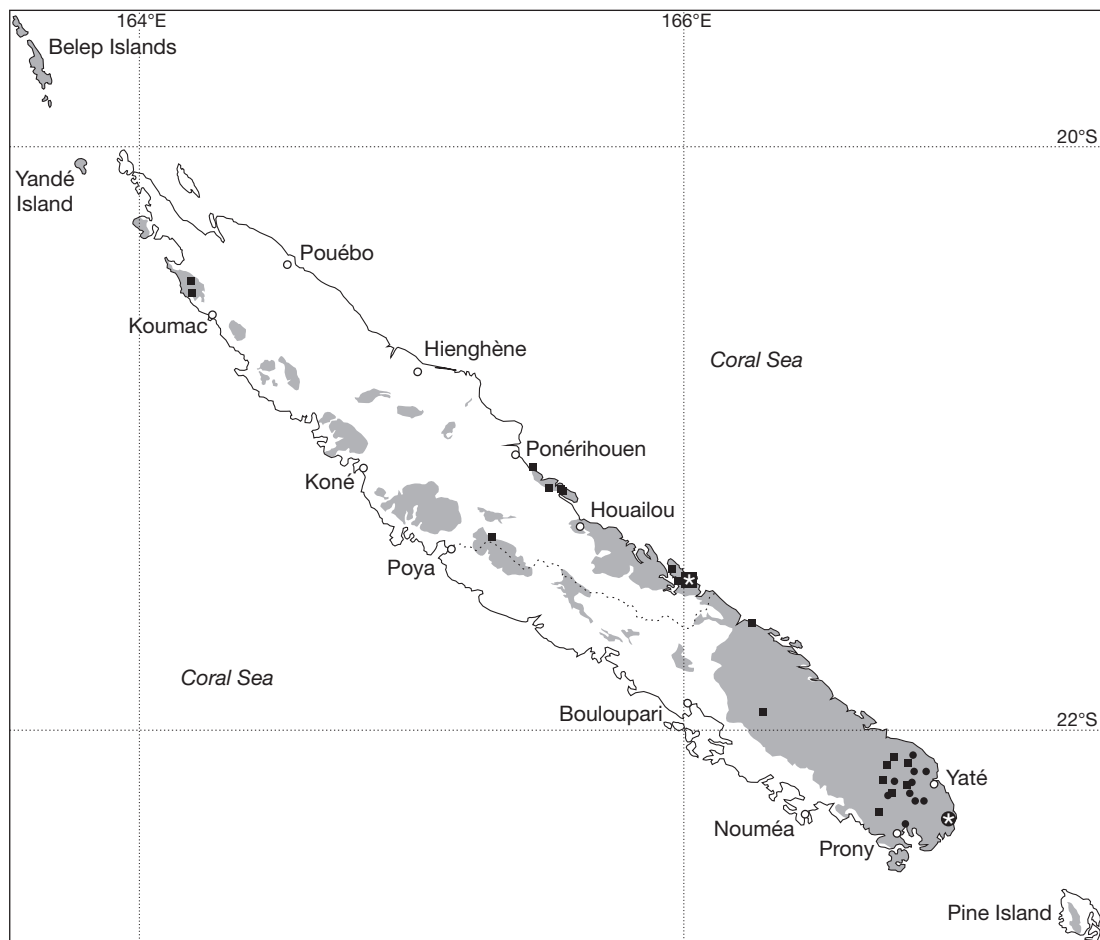 164°E
166°E
Belep Islands
20°S
Yandé
Island
Pouébo
Koumac
Hienghène
Coral Sea
Ponérihouen
Koné
Houailou
Poya
Coral Sea
Bouloupari
22°S
Yaté
Nouméa
Prony
Pine Island